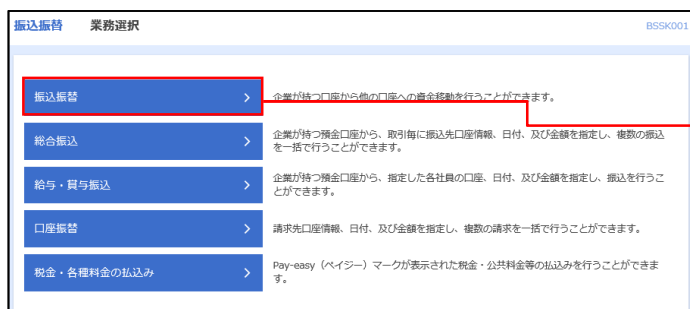 振込振替 業務選択 BSSK001
振込振替 企業が持つ口座から他の口座への資金移動を行うことができます。
総合振込 企業が持つ預金口座から、取引毎に振込先口座情報、日付、及び金額を指定し、複数の振込
を一括で行うことができます。
給与・賞与振込 企業が持つ預金口座から、指定した各社員の口座、日付、及び金額を指定し、振込を行うこ
とができます。
口座振替 請求先口座情報、日付、及び金額を指定し、複数の請求を一括で行うことができます。
税金・各種料金の払込み Pay-easy（ペイジー）マークが表示された税金・公共料金等の払込みを行うことができま
す。